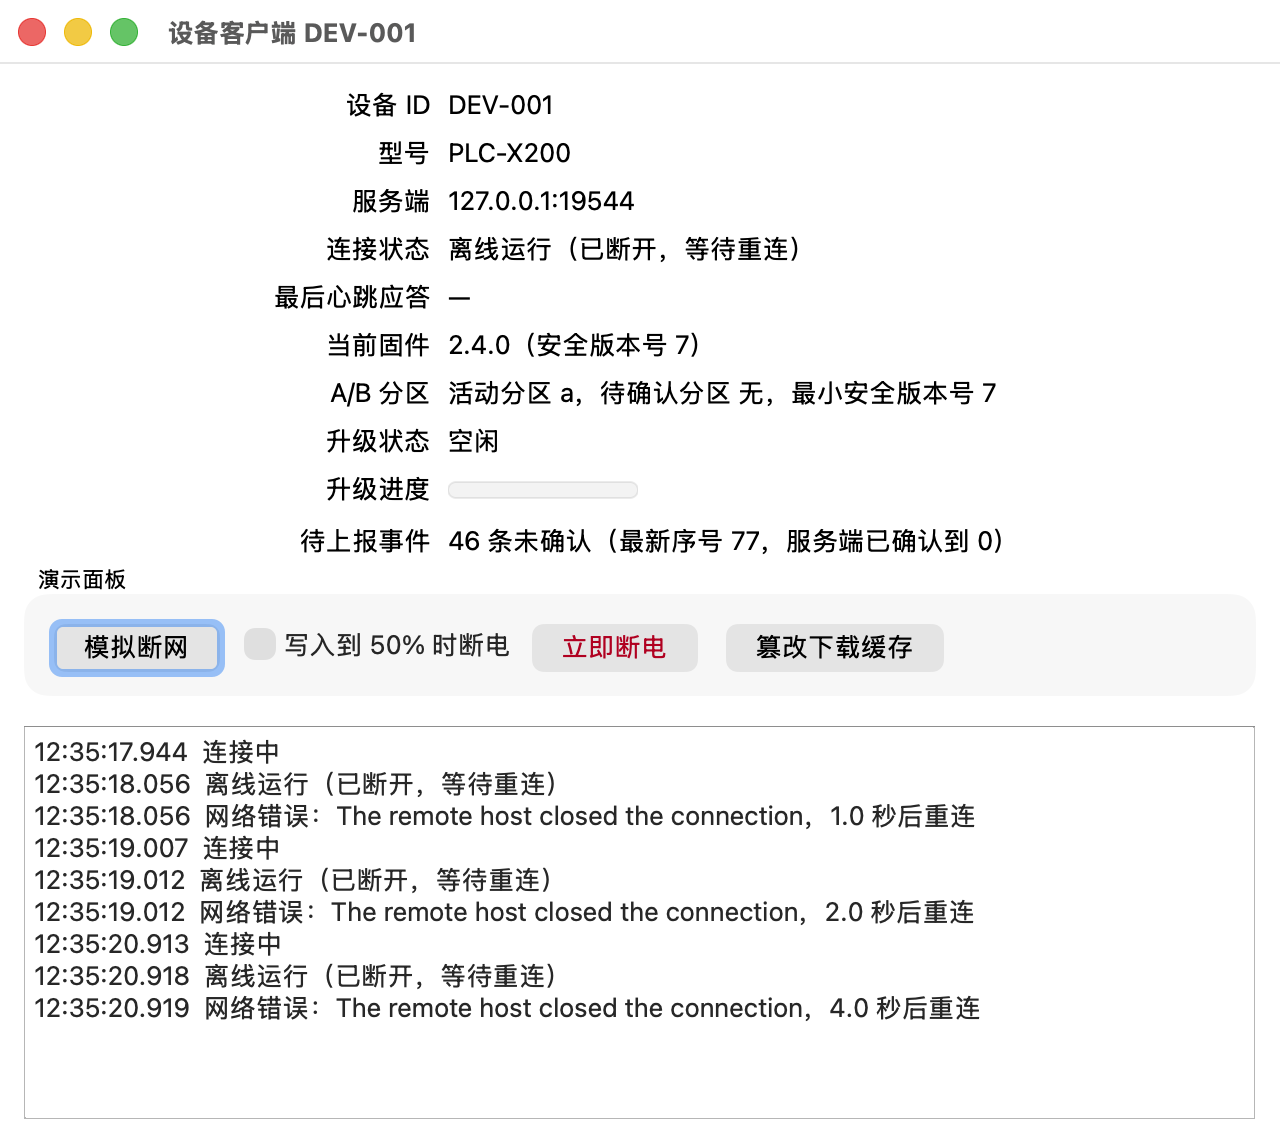 设备客户端 DEV-001
设备 ID DEV-001
型号 PLC-X200
服务端 127.0.0.1:19544
连接状态 离线运行（已断开，等待重连）
最后心跳应答 —
当前固件 2.4.0（安全版本号 7）
A/B 分区 活动分区 a，待确认分区 无，最小安全版本号 7
升级状态 空闲
升级进度
待上报事件 46 条未确认（最新序号 77，服务端已确认到 0）
演示面板
模拟断网 写入到 50% 时断电 立即断电 篡改下载缓存
12:35:17.944 连接中
12:35:18.056 离线运行（已断开，等待重连）
12:35:18.056 网络错误：The remote host closed the connection，1.0 秒后重连
12:35:19.007 连接中
12:35:19.012 离线运行（已断开，等待重连）
12:35:19.012 网络错误：The remote host closed the connection，2.0 秒后重连
12:35:20.913 连接中
12:35:20.918 离线运行（已断开，等待重连）
12:35:20.919 网络错误：The remote host closed the connection，4.0 秒后重连